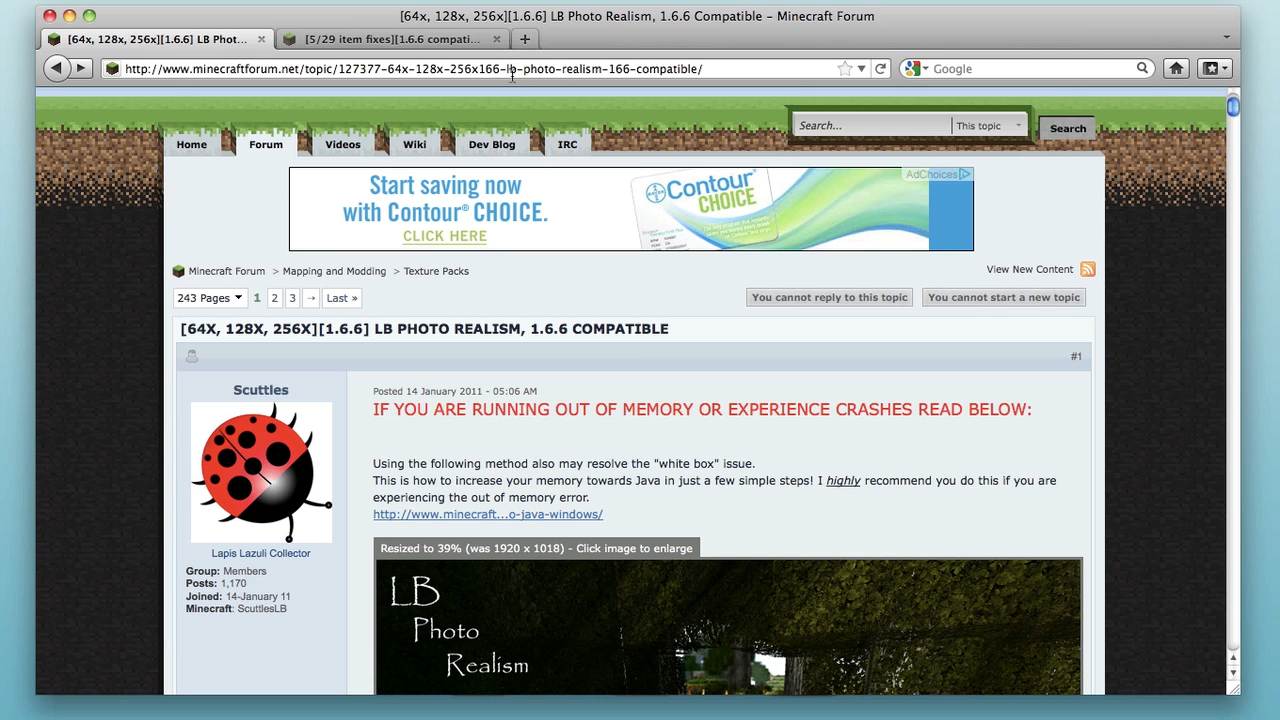 [64x, 128x, 256x][1.6.6] LB Photo Realism, 1.6.6 Compatible – Minecraft Forum
[64x, 128x, 256x][1.6.6] LB Phot...
[5/29 item fixes][1.6.6 compati...
http://www.minecraftforum.net/topic/127377-64x-128x-256x166-lb-photo-realism-166-compatible/
Google
Search...
This topic
Search
Home
Forum
Videos
Wiki
Dev Blog
IRC
AdChoices
Start saving now
with Contour® CHOICE.
CLICK HERE
BAYER
Contour®
CHOICE
Minecraft Forum > Mapping and Modding > Texture Packs
View New Content
243 Pages
1
2
3
→
Last »
You cannot reply to this topic
You cannot start a new topic
[64X, 128X, 256X][1.6.6] LB PHOTO REALISM, 1.6.6 COMPATIBLE
#1
Scuttles
Lapis Lazuli Collector
Group: Members
Posts: 1,170
Joined: 14-January 11
Minecraft: ScuttlesLB
Posted 14 January 2011 - 05:06 AM
IF YOU ARE RUNNING OUT OF MEMORY OR EXPERIENCE CRASHES READ BELOW:
Using the following method also may resolve the "white box" issue.
This is how to increase your memory towards Java in just a few simple steps! I highly recommend you do this if you are
experiencing the out of memory error.
http://www.minecraft...o-java-windows/
Resized to 39% (was 1920 x 1018) - Click image to enlarge
LB
Photo
Realism